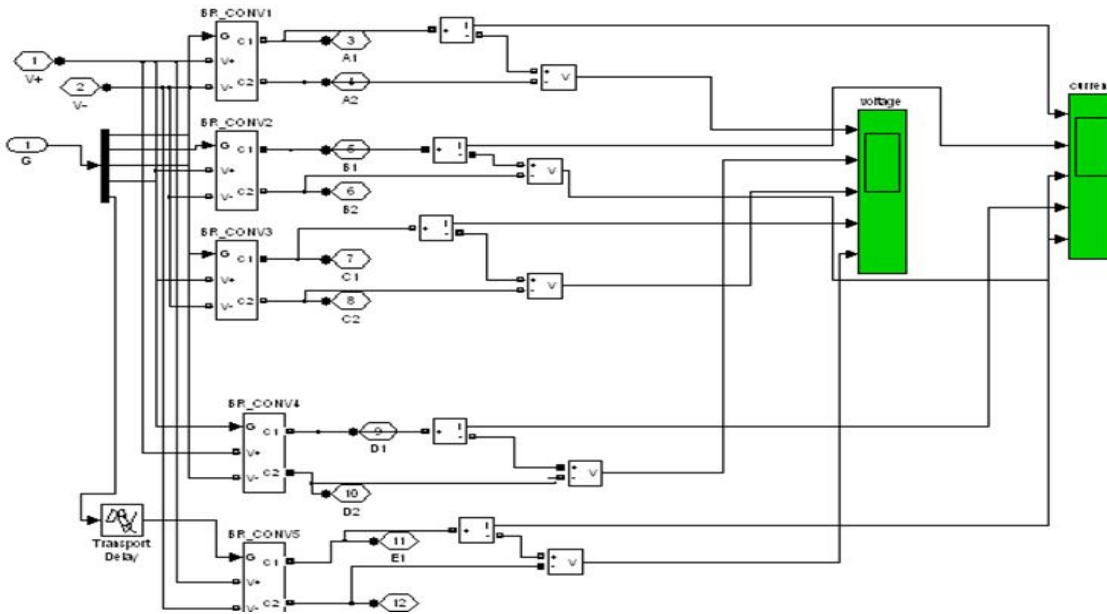 BR_CONV1
G
V+
V-
C1
C2
1
V+
2
V-
1
G
3
A1
4
A2
+
-
i
+
-
v
voltage
BR_CONV2
G
V+
V-
C1
C2
5
B1
6
B2
+
-
i
+
-
v
BR_CONV3
G
V+
V-
C1
C2
7
C1
8
C2
+
-
i
+
-
v
BR_CONV4
G
V+
V-
C1
C2
9
D1
10
D2
+
-
i
+
-
v
Transport
Delay
BR_CONV5
G
V+
V-
C1
C2
11
E1
12
+
-
i
+
-
v